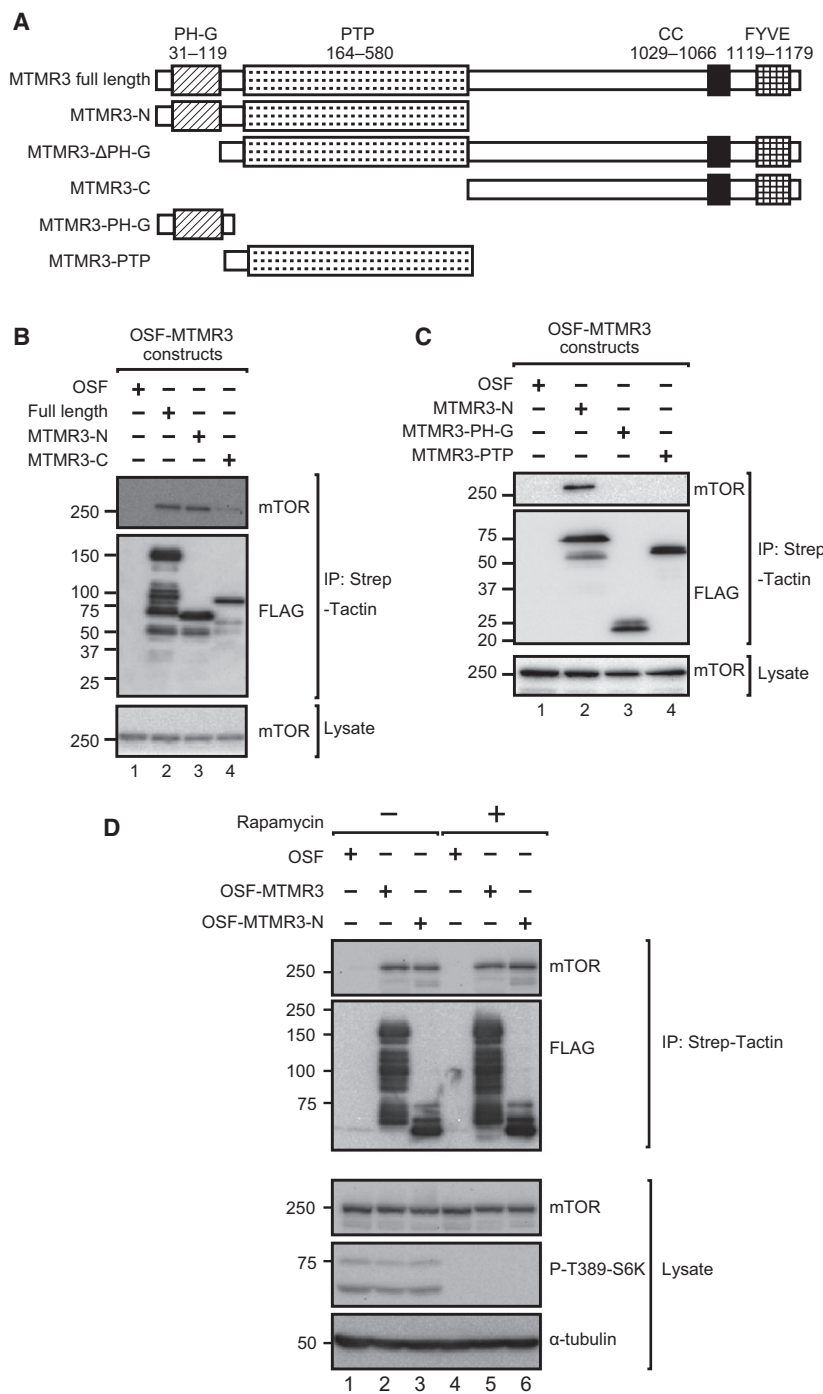 A
PH-G PTP CC FYVE
31–119 164–580 1029–1066 1119–1179
MTMR3 full length
MTMR3-N
MTMR3-ΔPH-G
MTMR3-C
MTMR3-PH-G
MTMR3-PTP
B
OSF-MTMR3
constructs
OSF + – – –
Full length – + – –
MTMR3-N – – + –
MTMR3-C – – – +
250 mTOR
150
100
75
50
37
25
FLAG
IP: Strep
-Tactin
250 mTOR Lysate
1 2 3 4
C
OSF-MTMR3
constructs
OSF + – – –
MTMR3-N – + – –
MTMR3-PH-G – – + –
MTMR3-PTP – – – +
250 mTOR
75
50
37
25
20
FLAG
IP: Strep
-Tactin
250 mTOR Lysate
1 2 3 4
D
Rapamycin – +
OSF + – – + – –
OSF-MTMR3 – + – – + –
OSF-MTMR3-N – – + – – +
250 mTOR
250
150
100
75
FLAG
IP: Strep-Tactin
250 mTOR
75 P-T389-S6K Lysate
50 α-tubulin
1 2 3 4 5 6